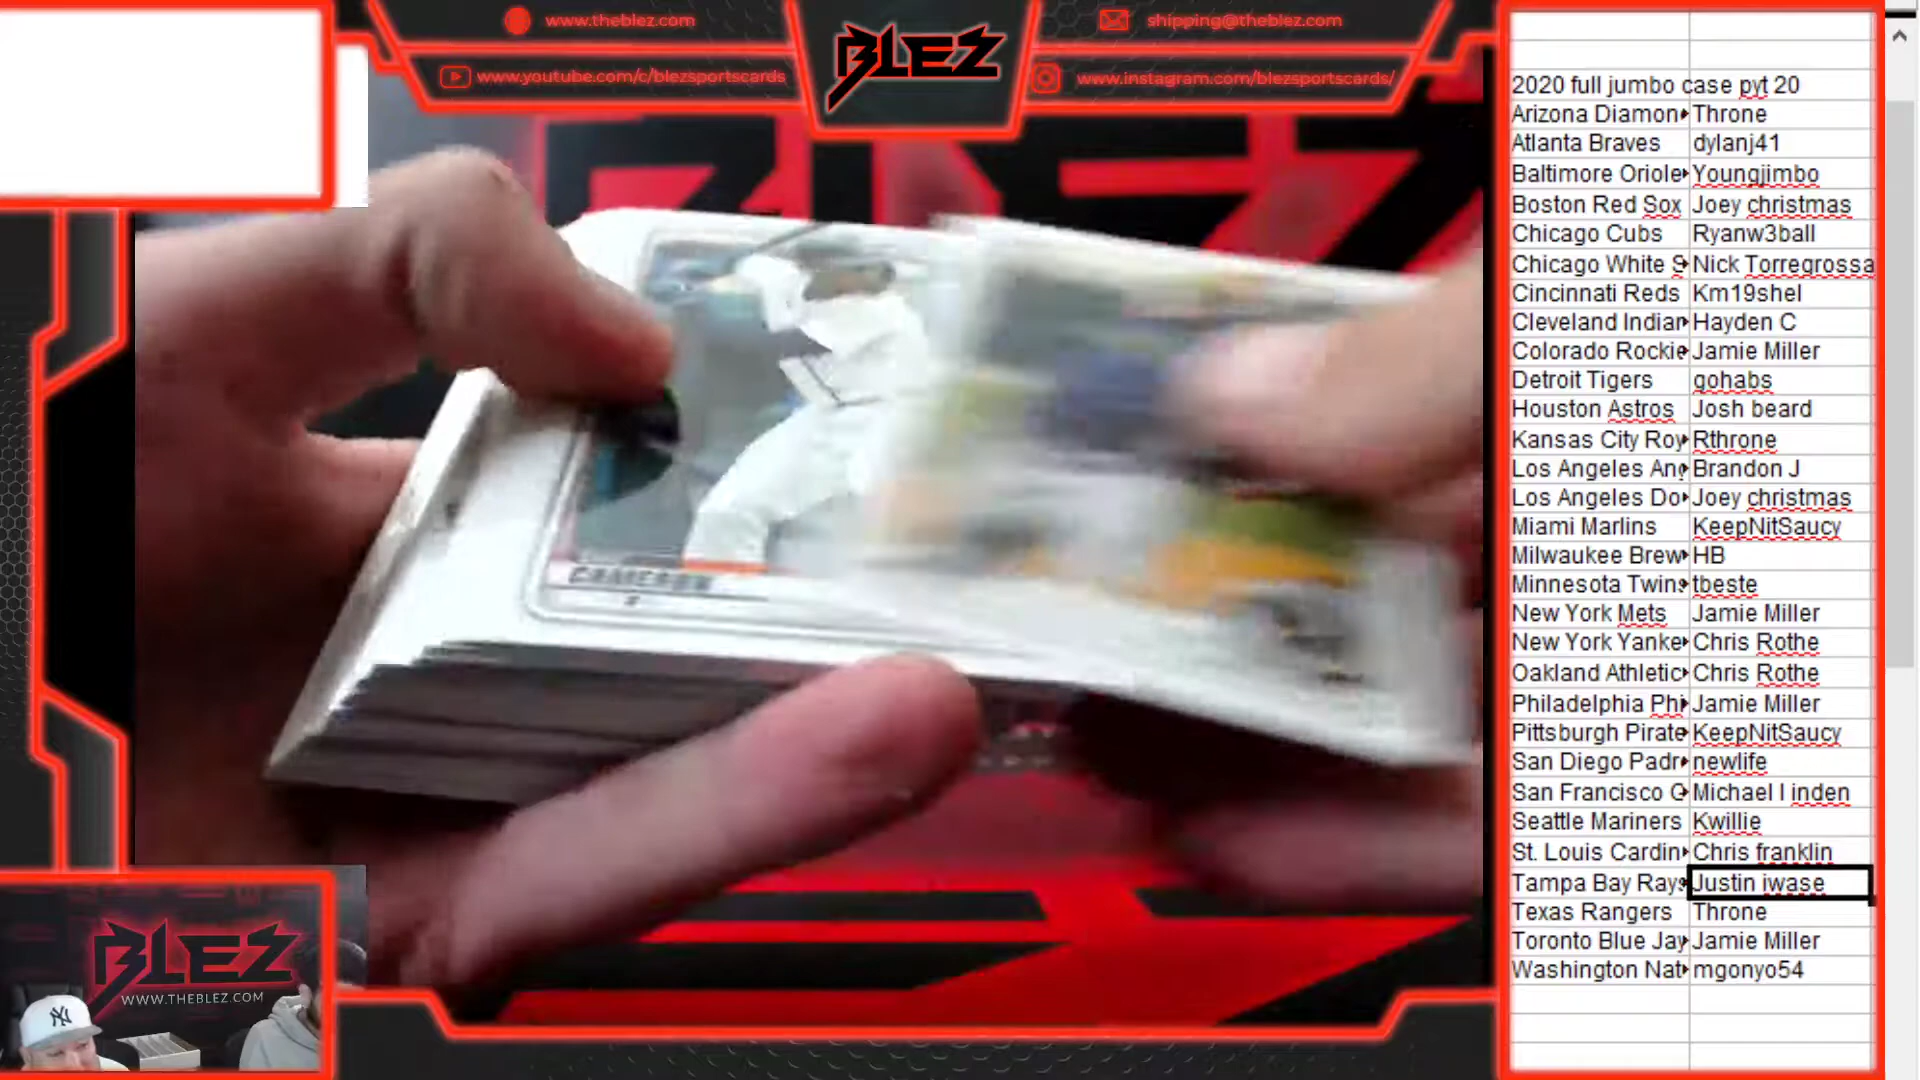 www.theblez.com
BLEZ
shipping@theblez.com
www.youtube.com/c/blezsportscards
www.instagram.com/blezsportscards/
2020 full jumbo case pyt 20
Arizona Diamon Throne
Atlanta Braves dylanj41
Baltimore Oriole Youngjimbo
Boston Red Sox Joey christmas
Chicago Cubs Ryanw3ball
Chicago White S Nick Torregrossa
Cincinnati Reds Km19shel
Cleveland Indian Hayden C
Colorado Rockie Jamie Miller
Detroit Tigers gohabs
Houston Astros Josh beard
Kansas City Roy Rthrone
Los Angeles Ang Brandon J
Los Angeles Do Joey christmas
Miami Marlins KeepNitSaucy
Milwaukee Brew HB
Minnesota Twins tbeste
New York Mets Jamie Miller
New York Yanke Chris Rothe
Oakland Athletic Chris Rothe
Philadelphia Phi Jamie Miller
Pittsburgh Pirate KeepNitSaucy
San Diego Padr newlife
San Francisco G Michael l inden
Seattle Mariners Kwillie
St. Louis Cardin Chris franklin
Tampa Bay Rays Justin iwase
Texas Rangers Throne
Toronto Blue Jay Jamie Miller
Washington Nat mgonyo54
CAMERON
BLEZ
WWW.THEBLEZ.COM
NY